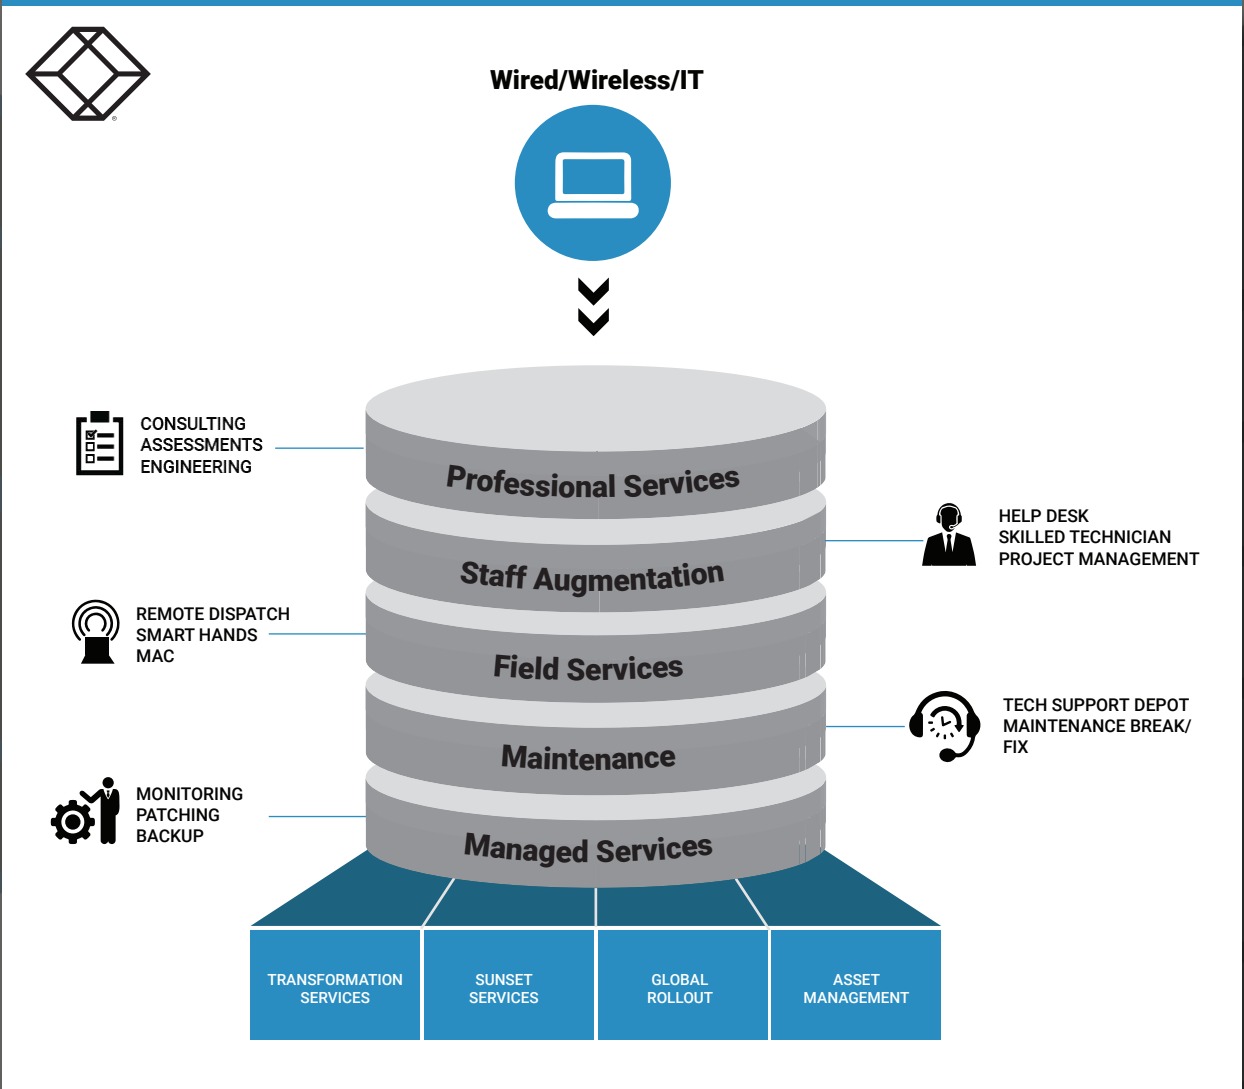 ®
Wired/Wireless/IT
CONSULTING
ASSESSMENTS
ENGINEERING
Professional Services
HELP DESK
SKILLED TECHNICIAN
PROJECT MANAGEMENT
Staff Augmentation
REMOTE DISPATCH
SMART HANDS
MAC
Field Services
TECH SUPPORT DEPOT
MAINTENANCE BREAK/
FIX
Maintenance
MONITORING
PATCHING
BACKUP
Managed Services
TRANSFORMATION
SERVICES
SUNSET
SERVICES
GLOBAL
ROLLOUT
ASSET
MANAGEMENT